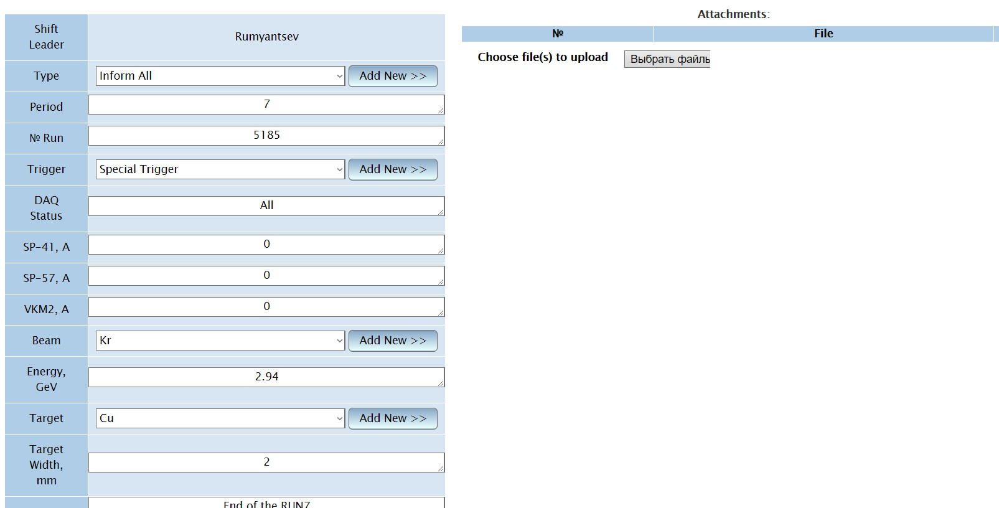 Attachments:
Shift
Leader
Rumyantsev
№
File
Type
Inform All
Add New >>
Choose file(s) to upload
Выбрать файль
Period
7
№ Run
5185
Trigger
Special Trigger
Add New >>
DAQ
Status
All
SP-41, A
0
SP-57, A
0
VKM2, A
0
Beam
Kr
Add New >>
Energy,
GeV
2.94
Target
Cu
Add New >>
Target
Width,
mm
2
End of the RUN7